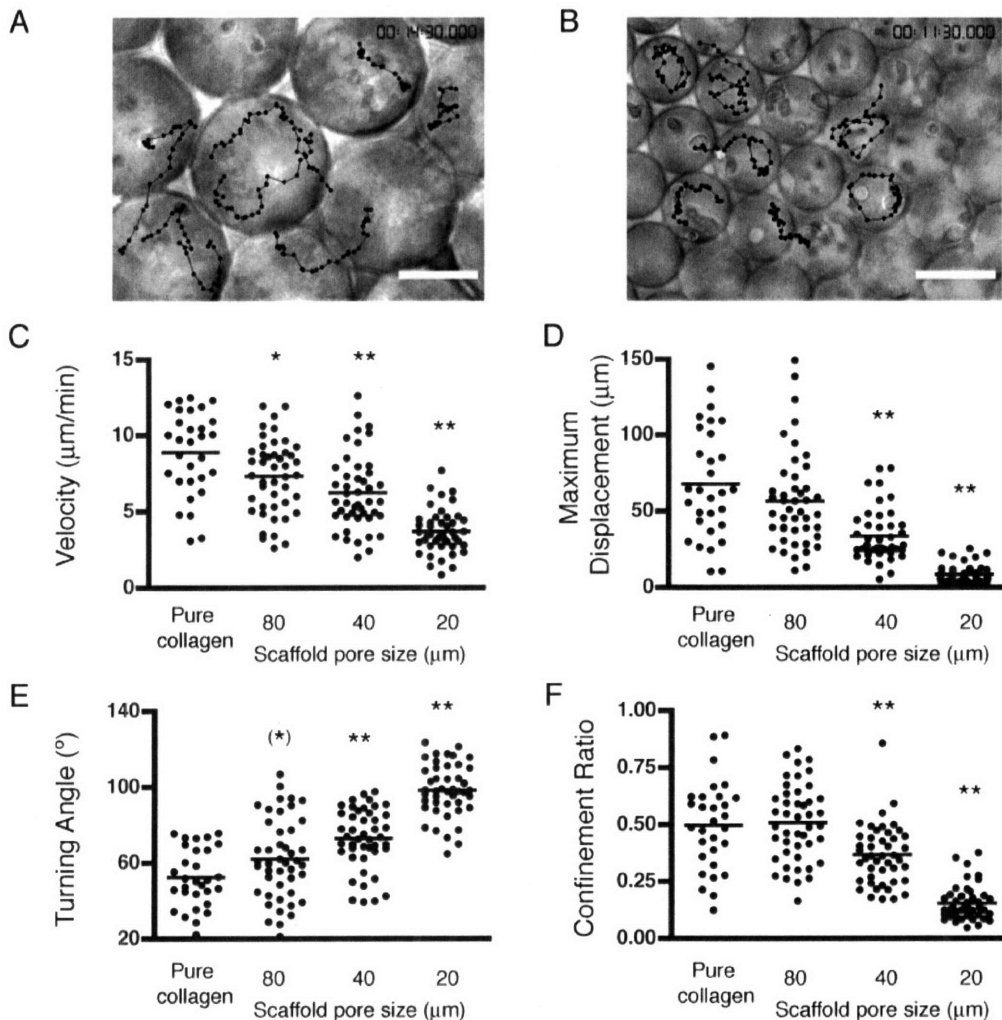 A
00:14:30.000
B
00:11:30.000
C
Velocity (μm/min)
15
10
5
0
*
**
**
Pure
collagen
80
40
20
Scaffold pore size (μm)
D
Maximum
Displacement (μm)
150
100
50
0
**
**
Pure
collagen
80
40
20
Scaffold pore size (μm)
E
Turning Angle (º)
140
100
60
20
(*)
**
**
Pure
collagen
80
40
20
Scaffold pore size (μm)
F
Confinement Ratio
1.00
0.75
0.50
0.25
0.00
**
**
Pure
collagen
80
40
20
Scaffold pore size (μm)